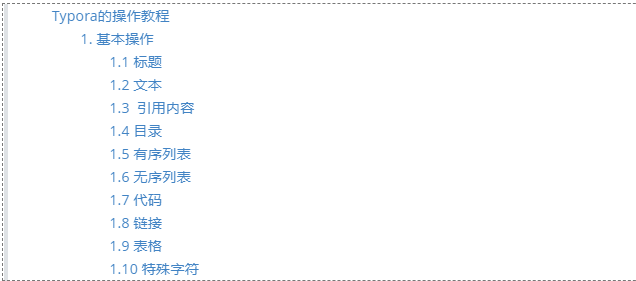 Typora的操作教程
1. 基本操作
1.1 标题
1.2 文本
1.3 引用内容
1.4 目录
1.5 有序列表
1.6 无序列表
1.7 代码
1.8 链接
1.9 表格
1.10 特殊字符